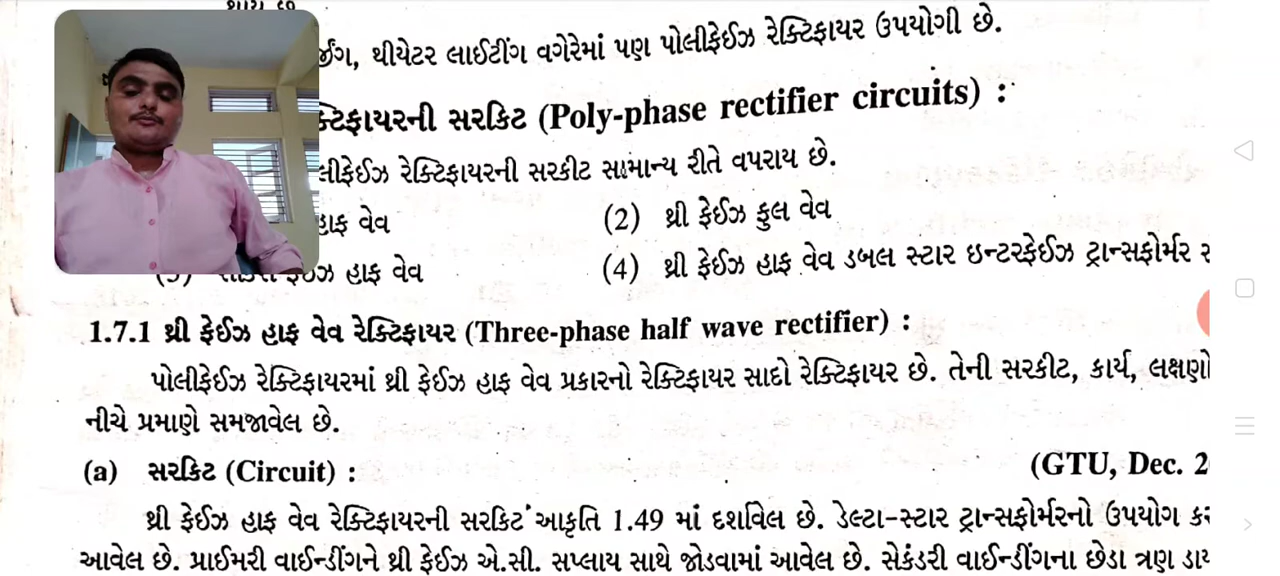 થાય છે
ર્જીંગ, થીયેટર લાઈટીંગ વગેરેમાં પણ પોલીફેઈઝ રેક્ટિફાયર ઉપયોગી છે.
ક્ટિફાયરની સરકિટ (Poly-phase rectifier circuits) :
લીફેઈઝ રેક્ટિફાયરની સરકીટ સામાન્ય રીતે વપરાય છે.
હાફ વેવ (2) થ્રી ફેઈઝ ફુલ વેવ
હાફ વેવ (4) થ્રી ફેઈઝ હાફ વેવ ડબલ સ્ટાર ઇન્ટરફેઈઝ ટ્રાન્સફોર્મર
1.7.1 થ્રી ફેઈઝ હાફ વેવ રેક્ટિફાયર (Three-phase half wave rectifier) :
પોલીફેઈઝ રેક્ટિફાયરમાં થ્રી ફેઈઝ હાફ વેવ પ્રકારનો રેક્ટિફાયર સાદો રેક્ટિફાયર છે. તેની સરકીટ, કાર્ય, લક્ષણો
નીચે પ્રમાણે સમજાવેલ છે.
(a) સરકિટ (Circuit) : (GTU, Dec. 2
થ્રી ફેઈઝ હાફ વેવ રેક્ટિફાયરની સરકિટ આકૃતિ 1.49 માં દર્શાવેલ છે. ડેલ્ટા-સ્ટાર ટ્રાન્સફોર્મરનો ઉપયોગ
આવેલ છે. પ્રાઈમરી વાઈન્ડીંગને થ્રી ફેઈઝ એ.સી. સપ્લાય સાથે જોડવામાં આવેલ છે. સેકંડરી વાઈન્ડીંગના છેડા ત્રણ